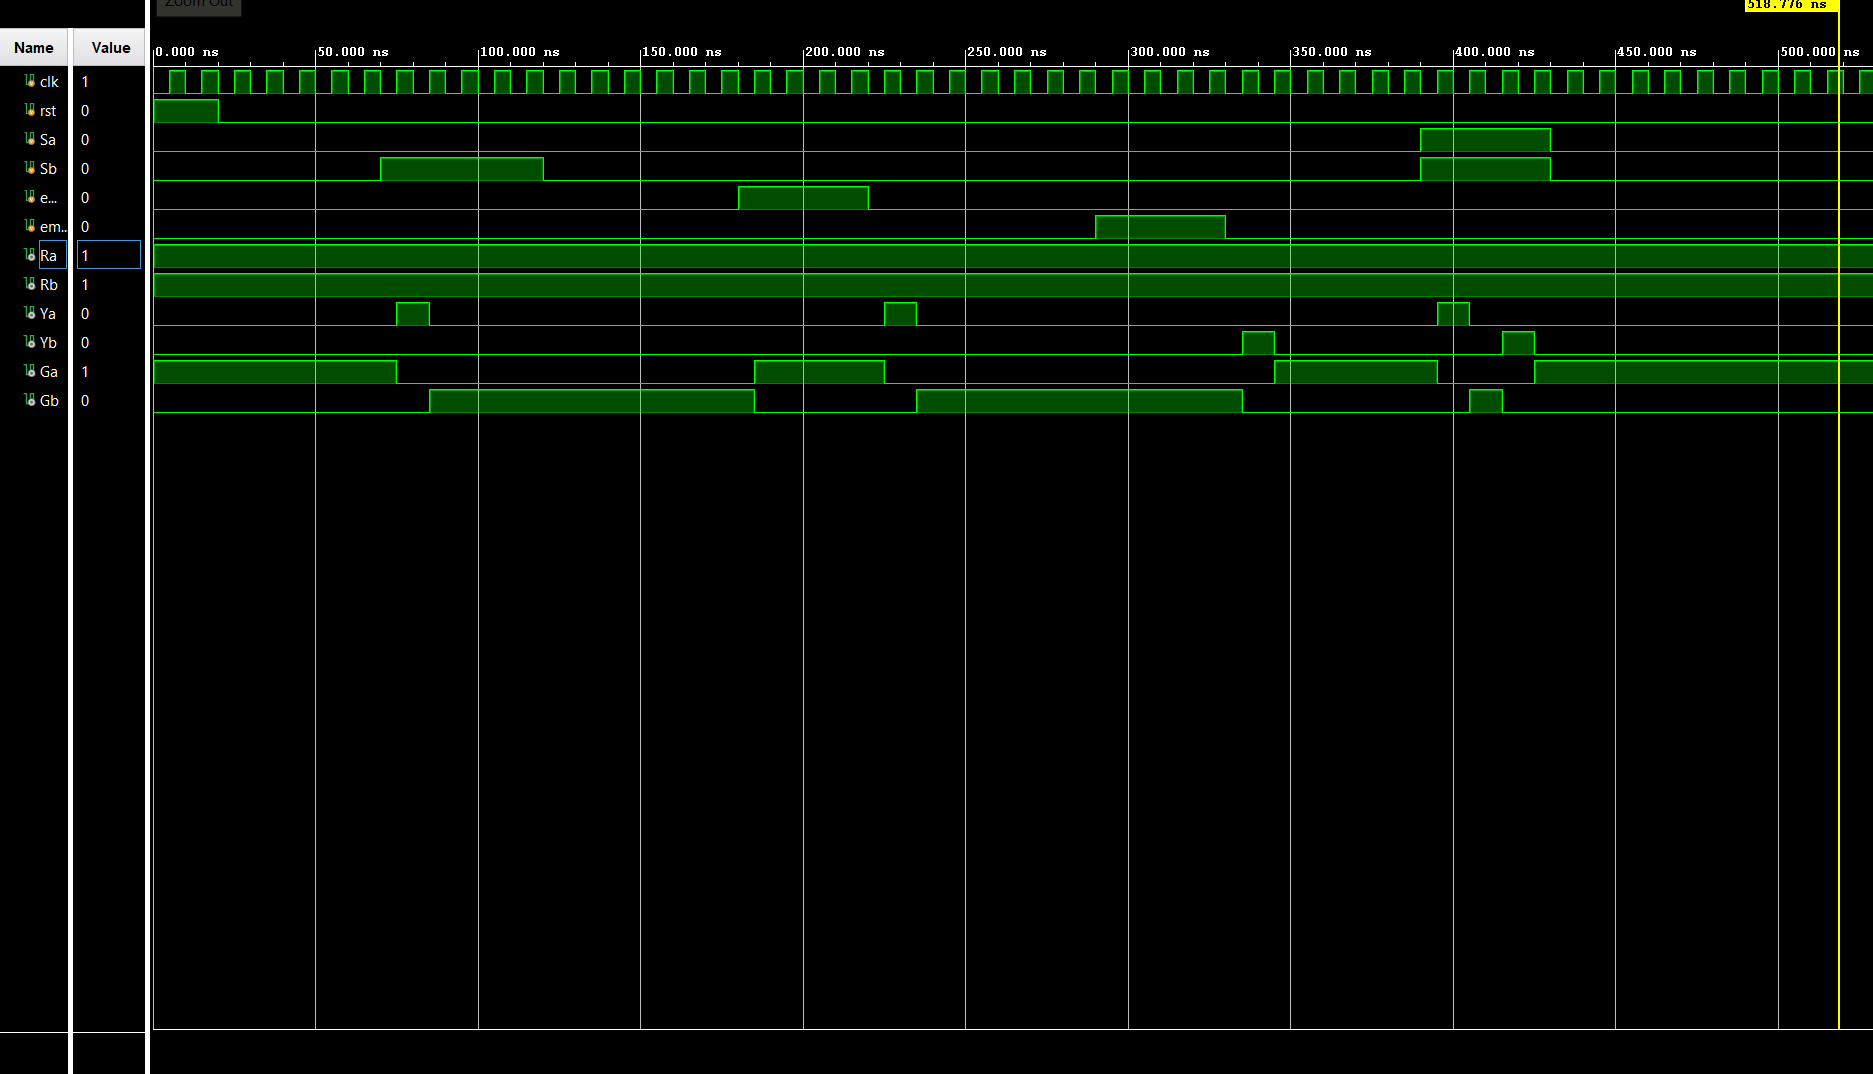 Zoom Out
518.776 ns
Name Value
0.000 ns 50.000 ns 100.000 ns 150.000 ns 200.000 ns 250.000 ns 300.000 ns 350.000 ns 400.000 ns 450.000 ns 500.000 ns
clk 1
rst 0
Sa 0
Sb 0
e... 0
em.. 0
Ra 1
Rb 1
Ya 0
Yb 0
Ga 1
Gb 0